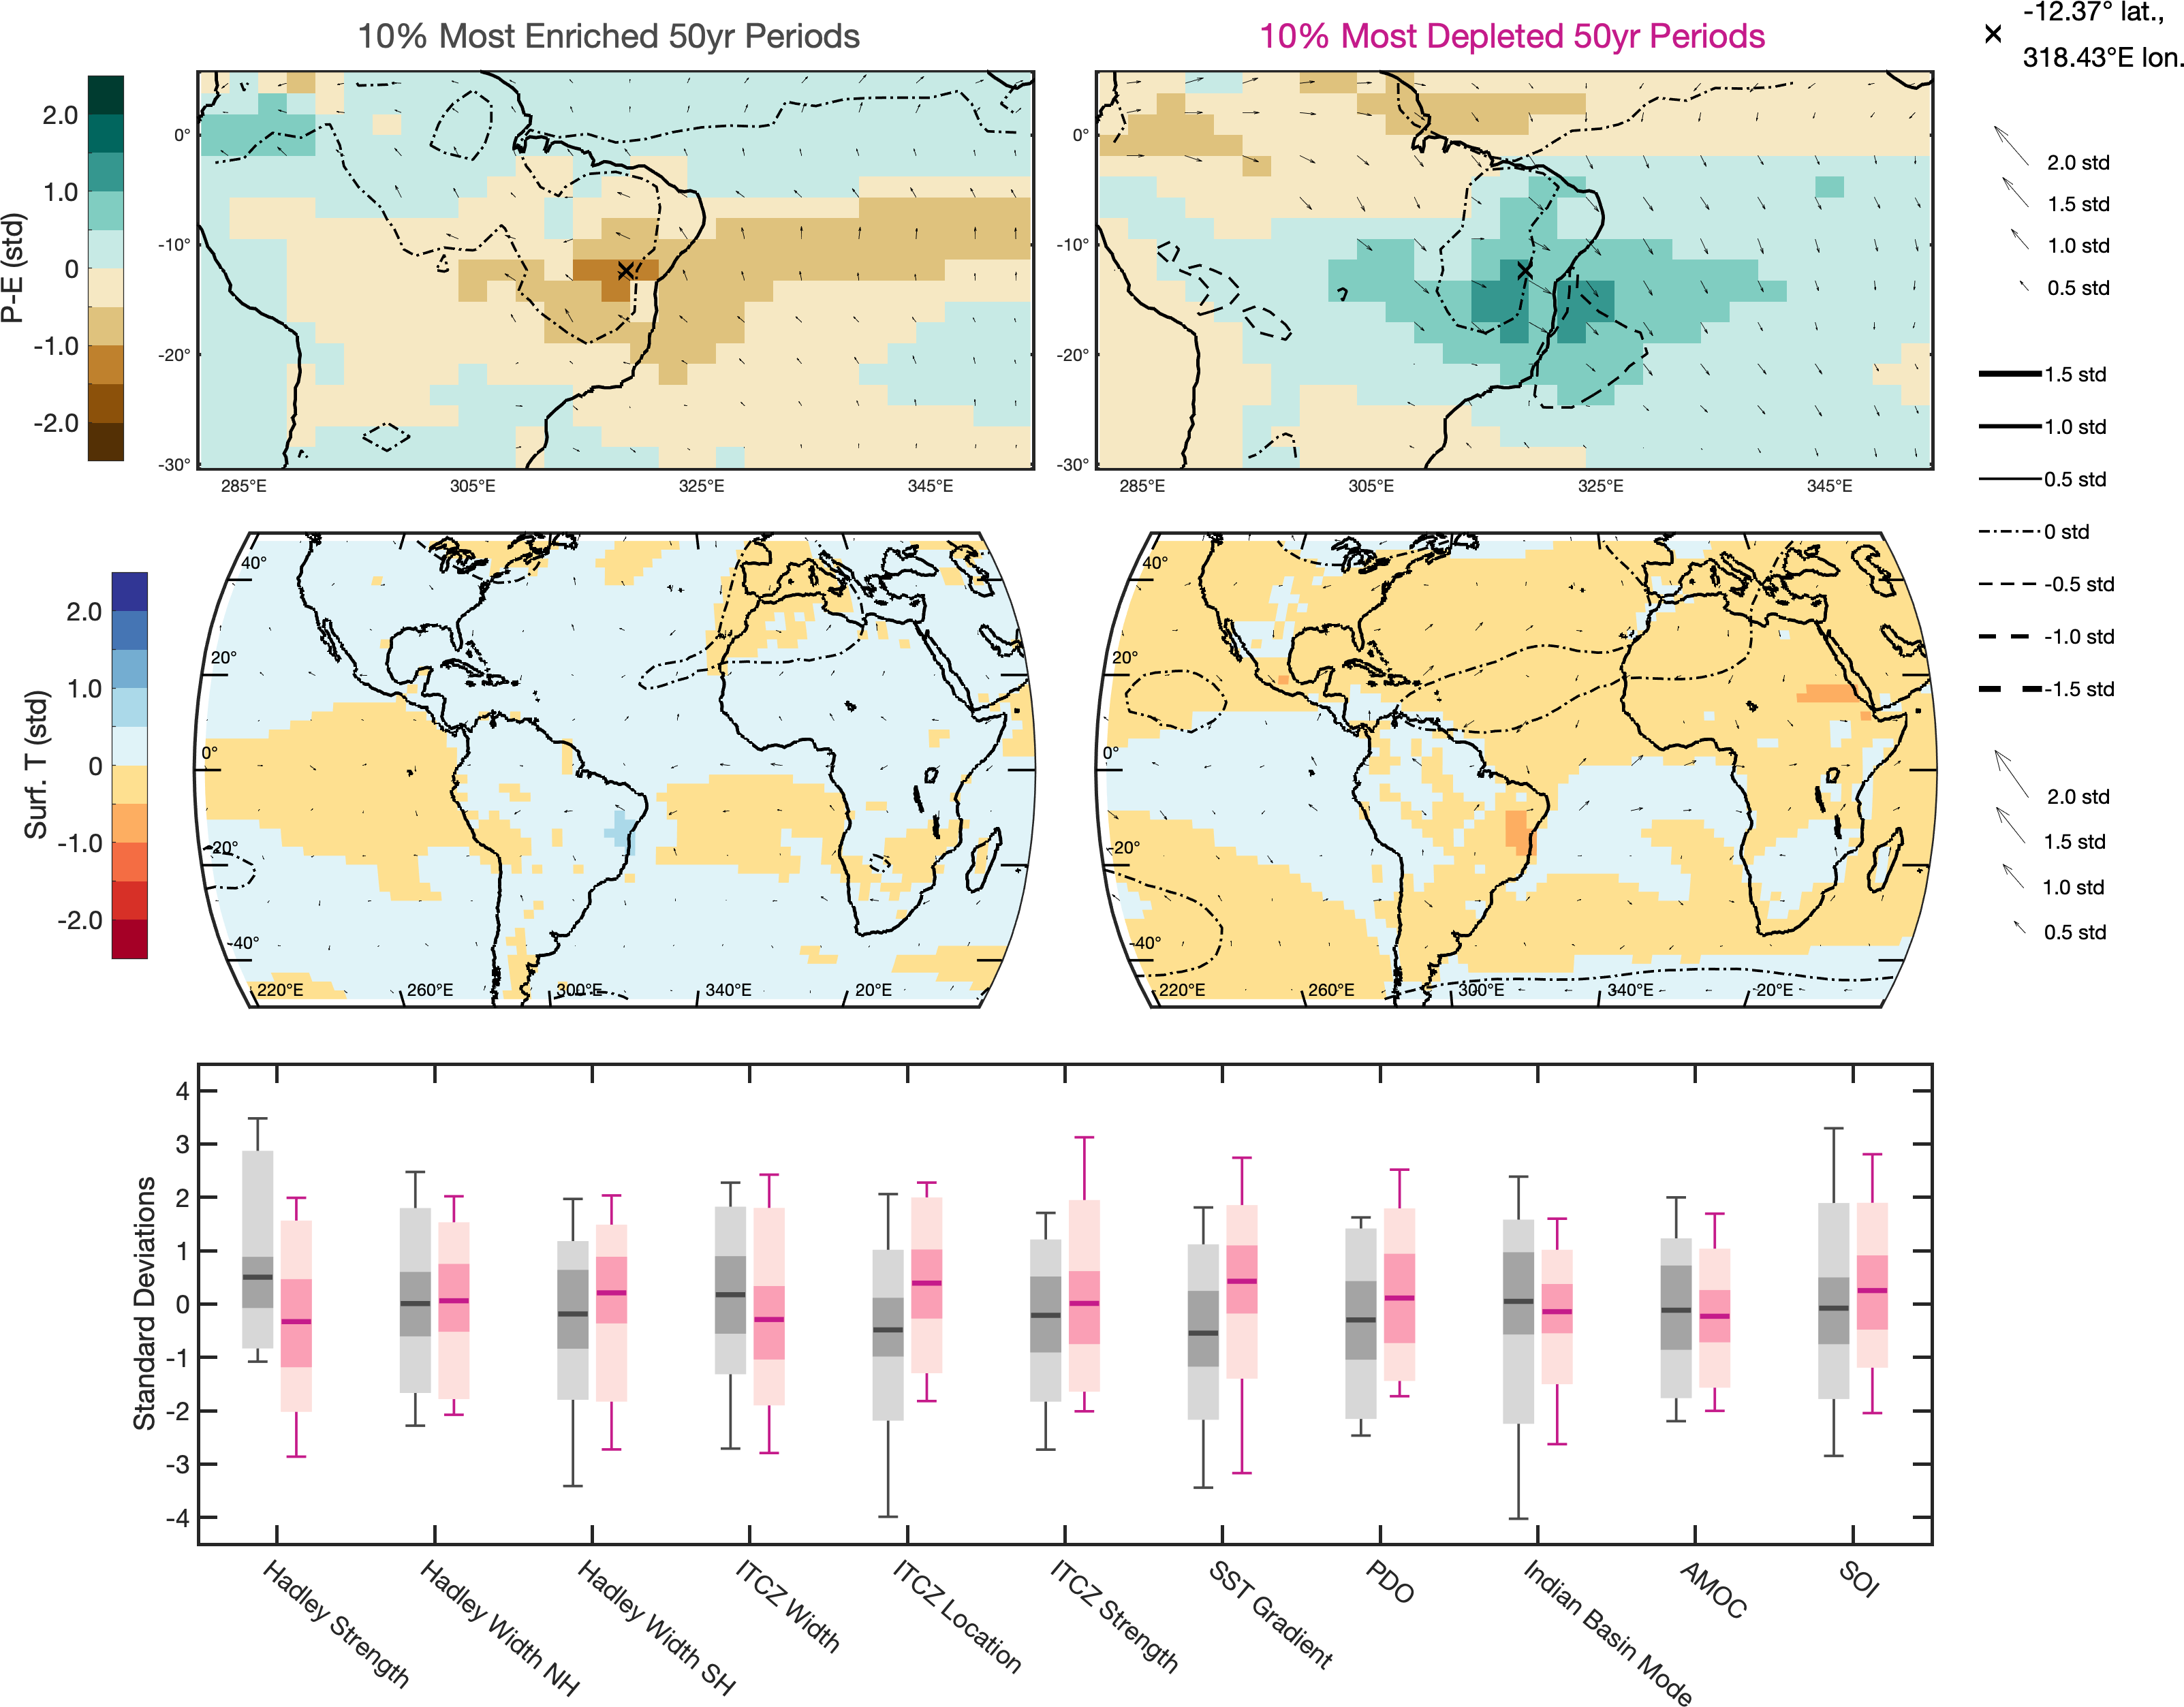 10% Most Enriched 50yr Periods
10% Most Depleted 50yr Periods
-12.37° lat.,
318.43°E lon.
P-E (std)
2.0
1.0
0
-1.0
-2.0
0°
-10°
-20°
-30°
285°E
305°E
325°E
345°E
0°
-10°
-20°
-30°
285°E
305°E
325°E
345°E
2.0 std
1.5 std
1.0 std
0.5 std
1.5 std
1.0 std
0.5 std
0 std
-0.5 std
-1.0 std
-1.5 std
Surf. T (std)
2.0
1.0
0
-1.0
-2.0
40°
20°
0°
-20°
-40°
220°E
260°E
300°E
340°E
20°E
40°
20°
0°
-20°
-40°
220°E
260°E
300°E
340°E
20°E
2.0 std
1.5 std
1.0 std
0.5 std
Standard Deviations
4
3
2
1
0
-1
-2
-3
-4
Hadley Strength
Hadley Width NH
Hadley Width SH
ITCZ Width
ITCZ Location
ITCZ Strength
SST Gradient
PDO
Indian Basin Mode
AMOC
SOI